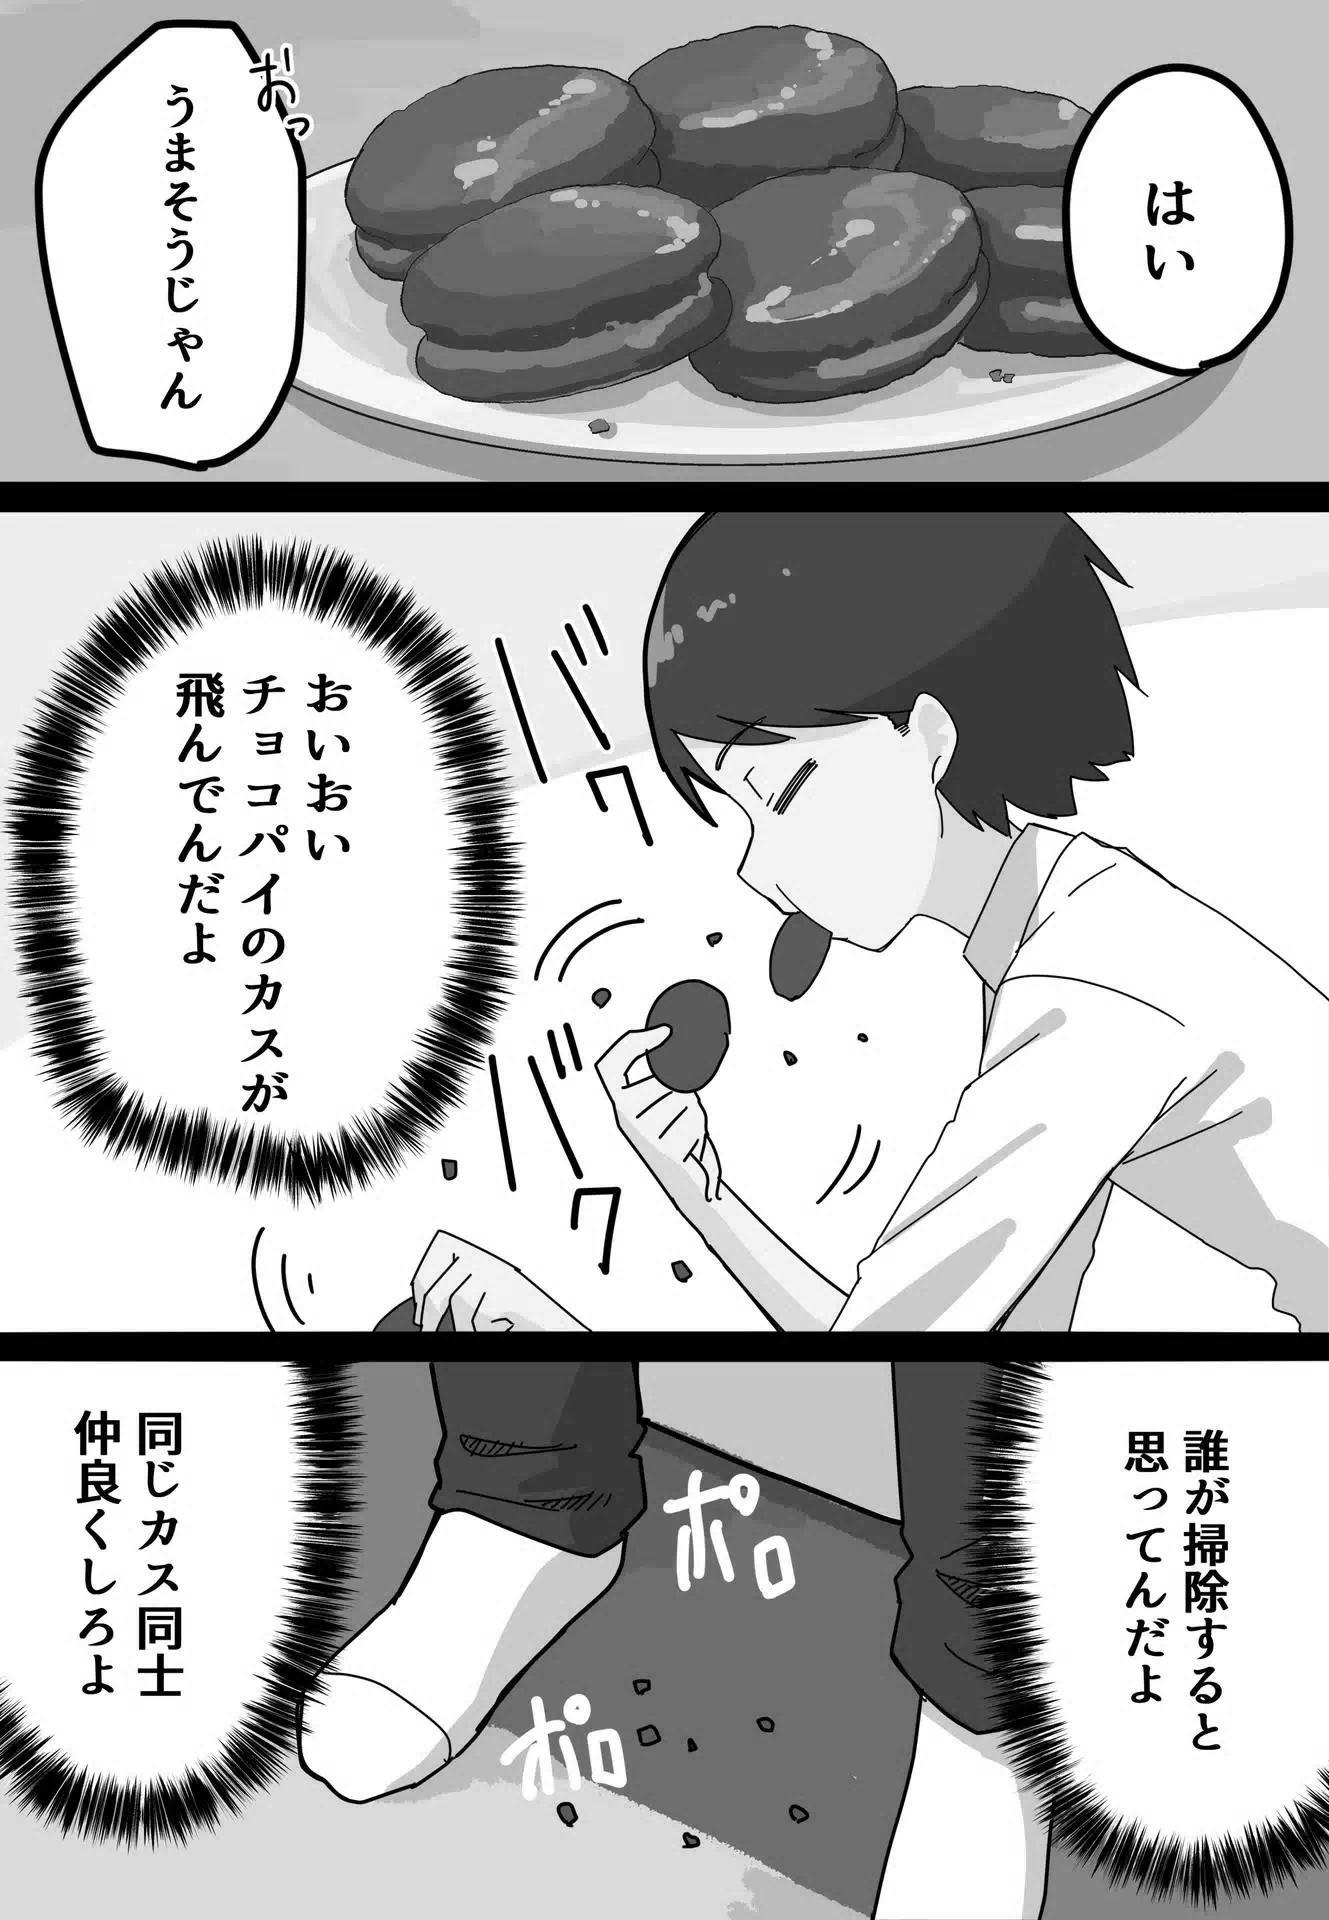 はい
おっ
うまそうじゃん
おいおい
チョコパイのカスが
飛んでんだよ
バク
バク
誰が掃除すると
思ってんだよ
ポロ
ポロ
同じカス同士
仲良くしろよ